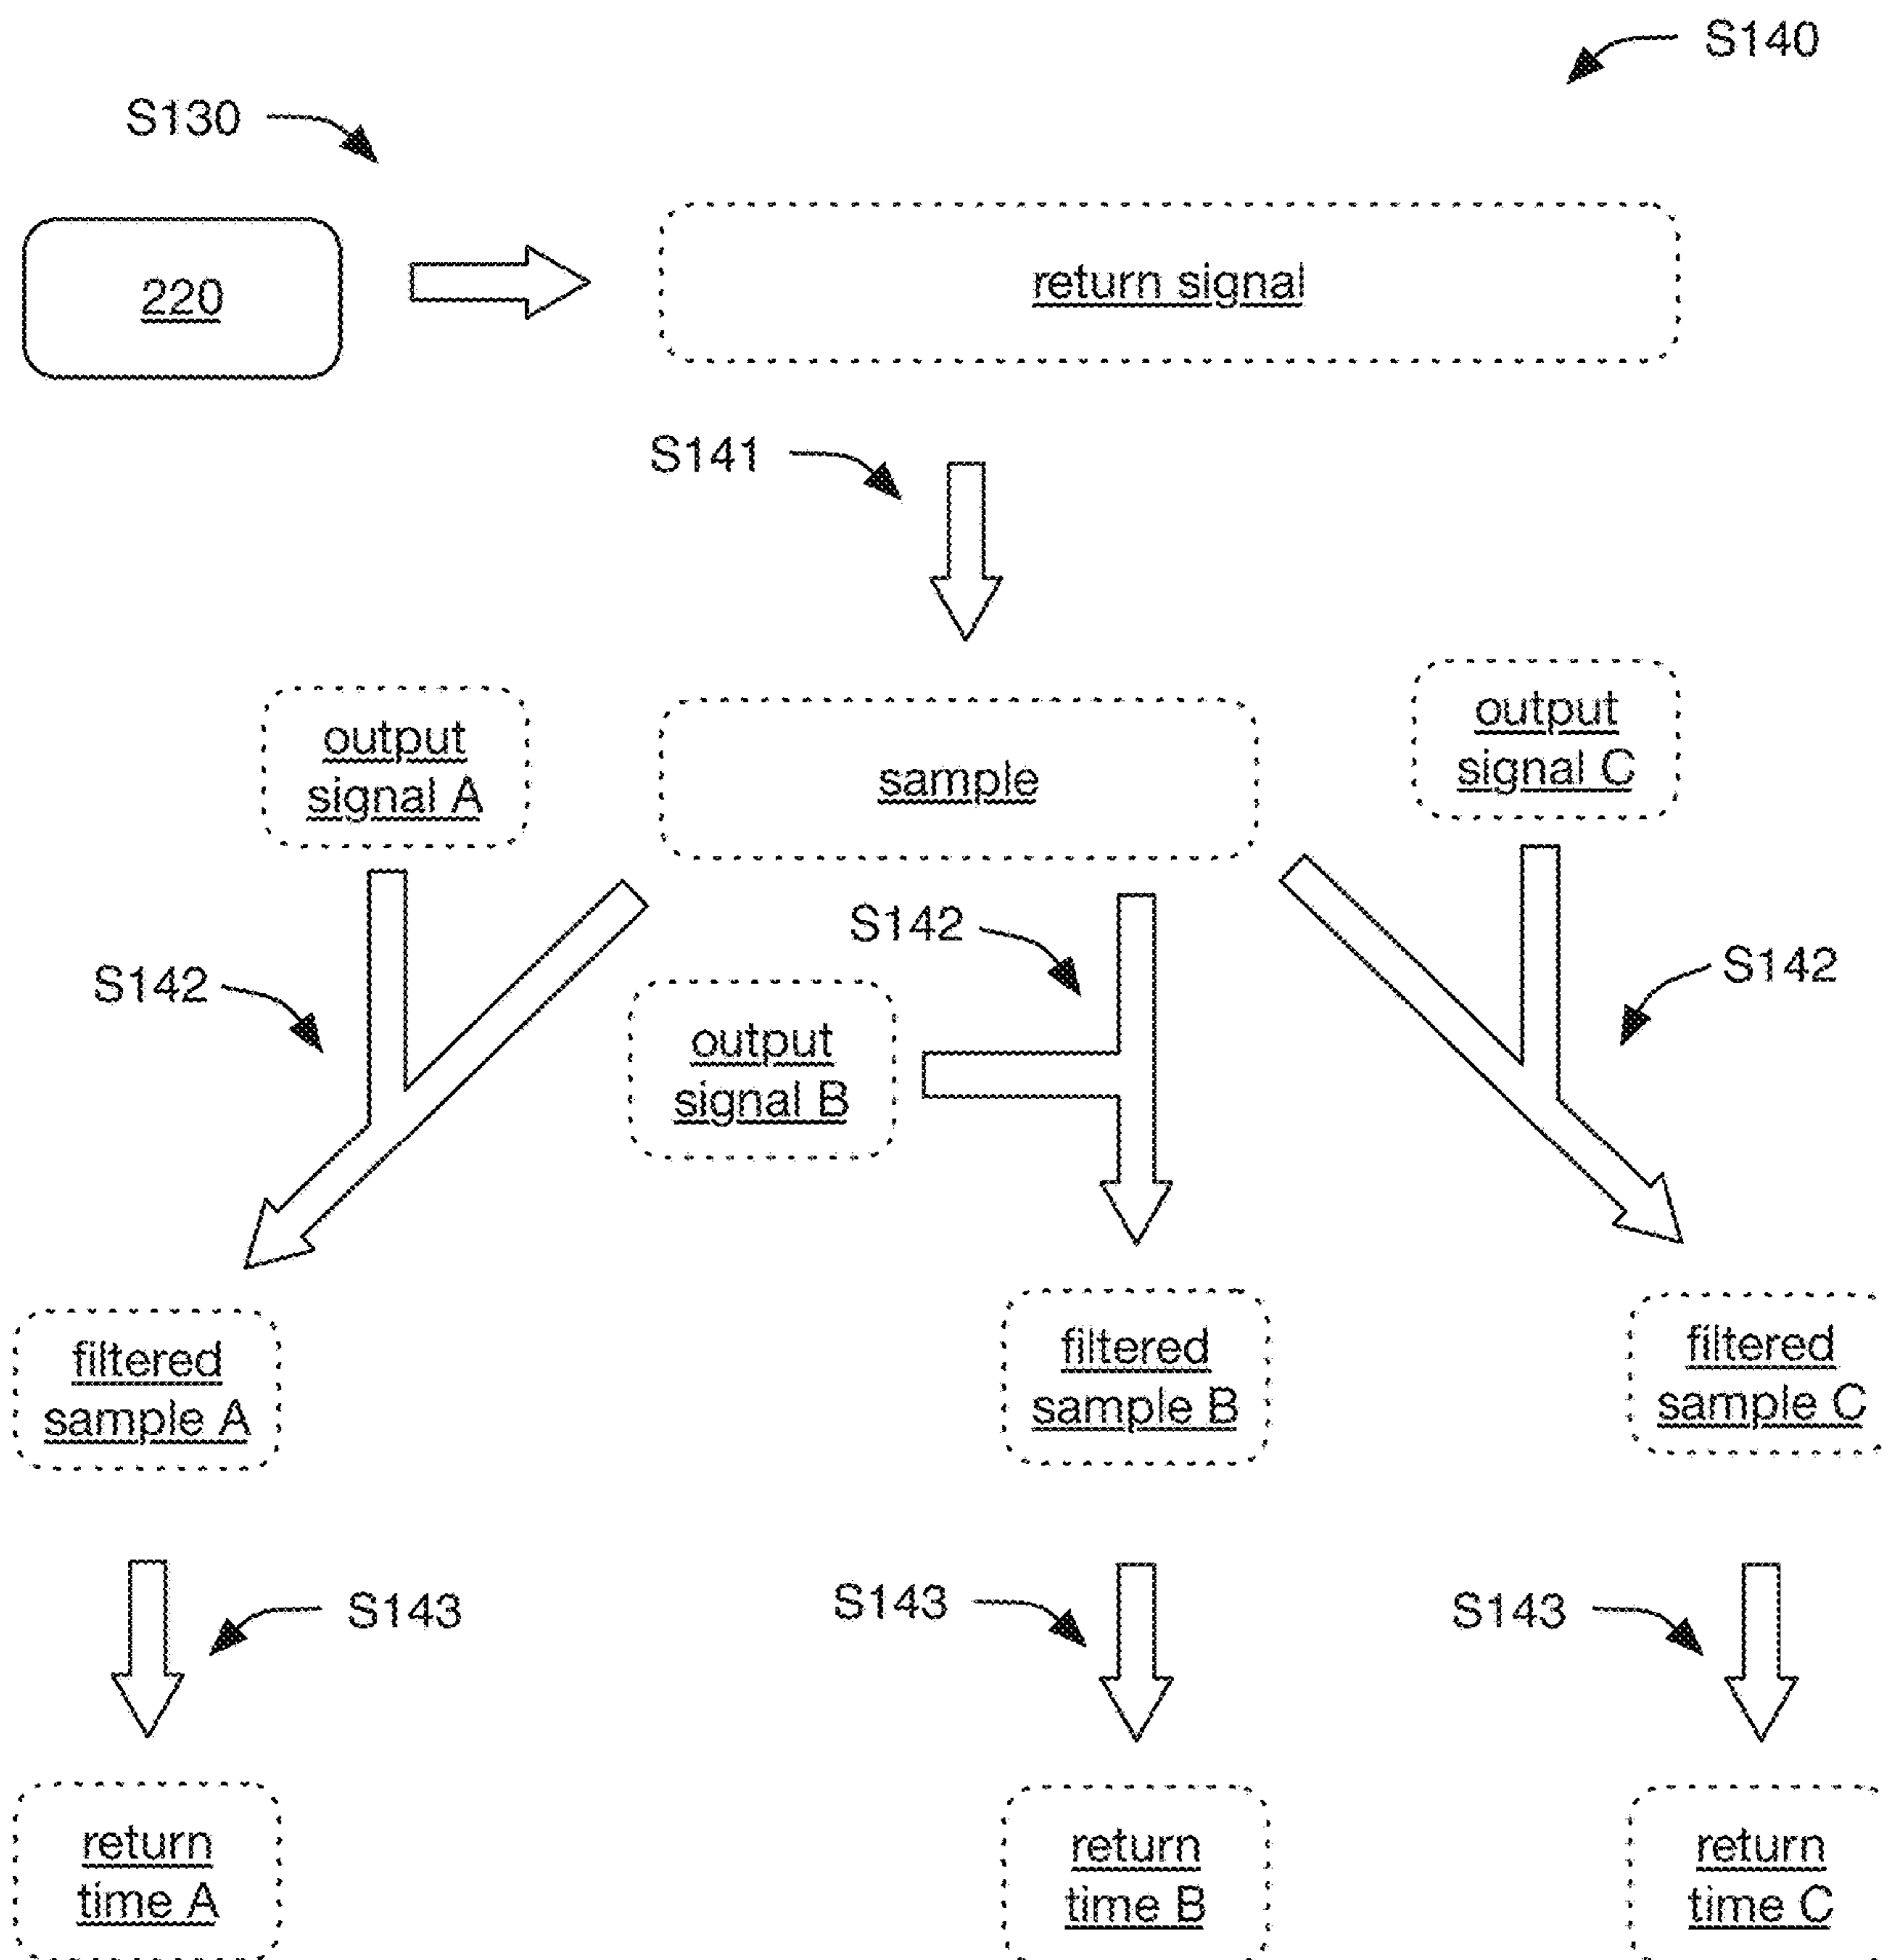 S140
S130
220
return signal
S141
output
signal A
sample
output
signal C
S142
S142
S142
output
signal B
filtered
sample A
filtered
sample B
filtered
sample C
S143
S143
S143
return
time A
return
time B
return
time C